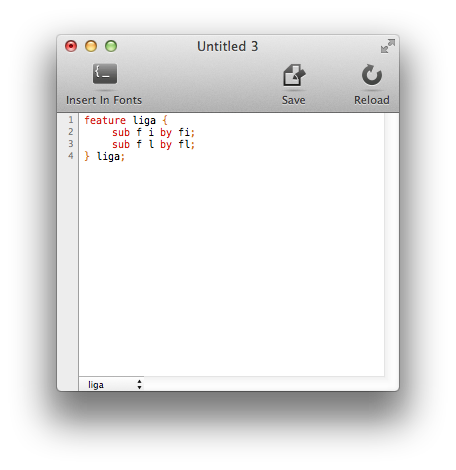 Untitled 3
Insert In Fonts
Save
Reload
1 feature liga {
2 sub f i by fi;
3 sub f l by fl;
4 } liga;
liga